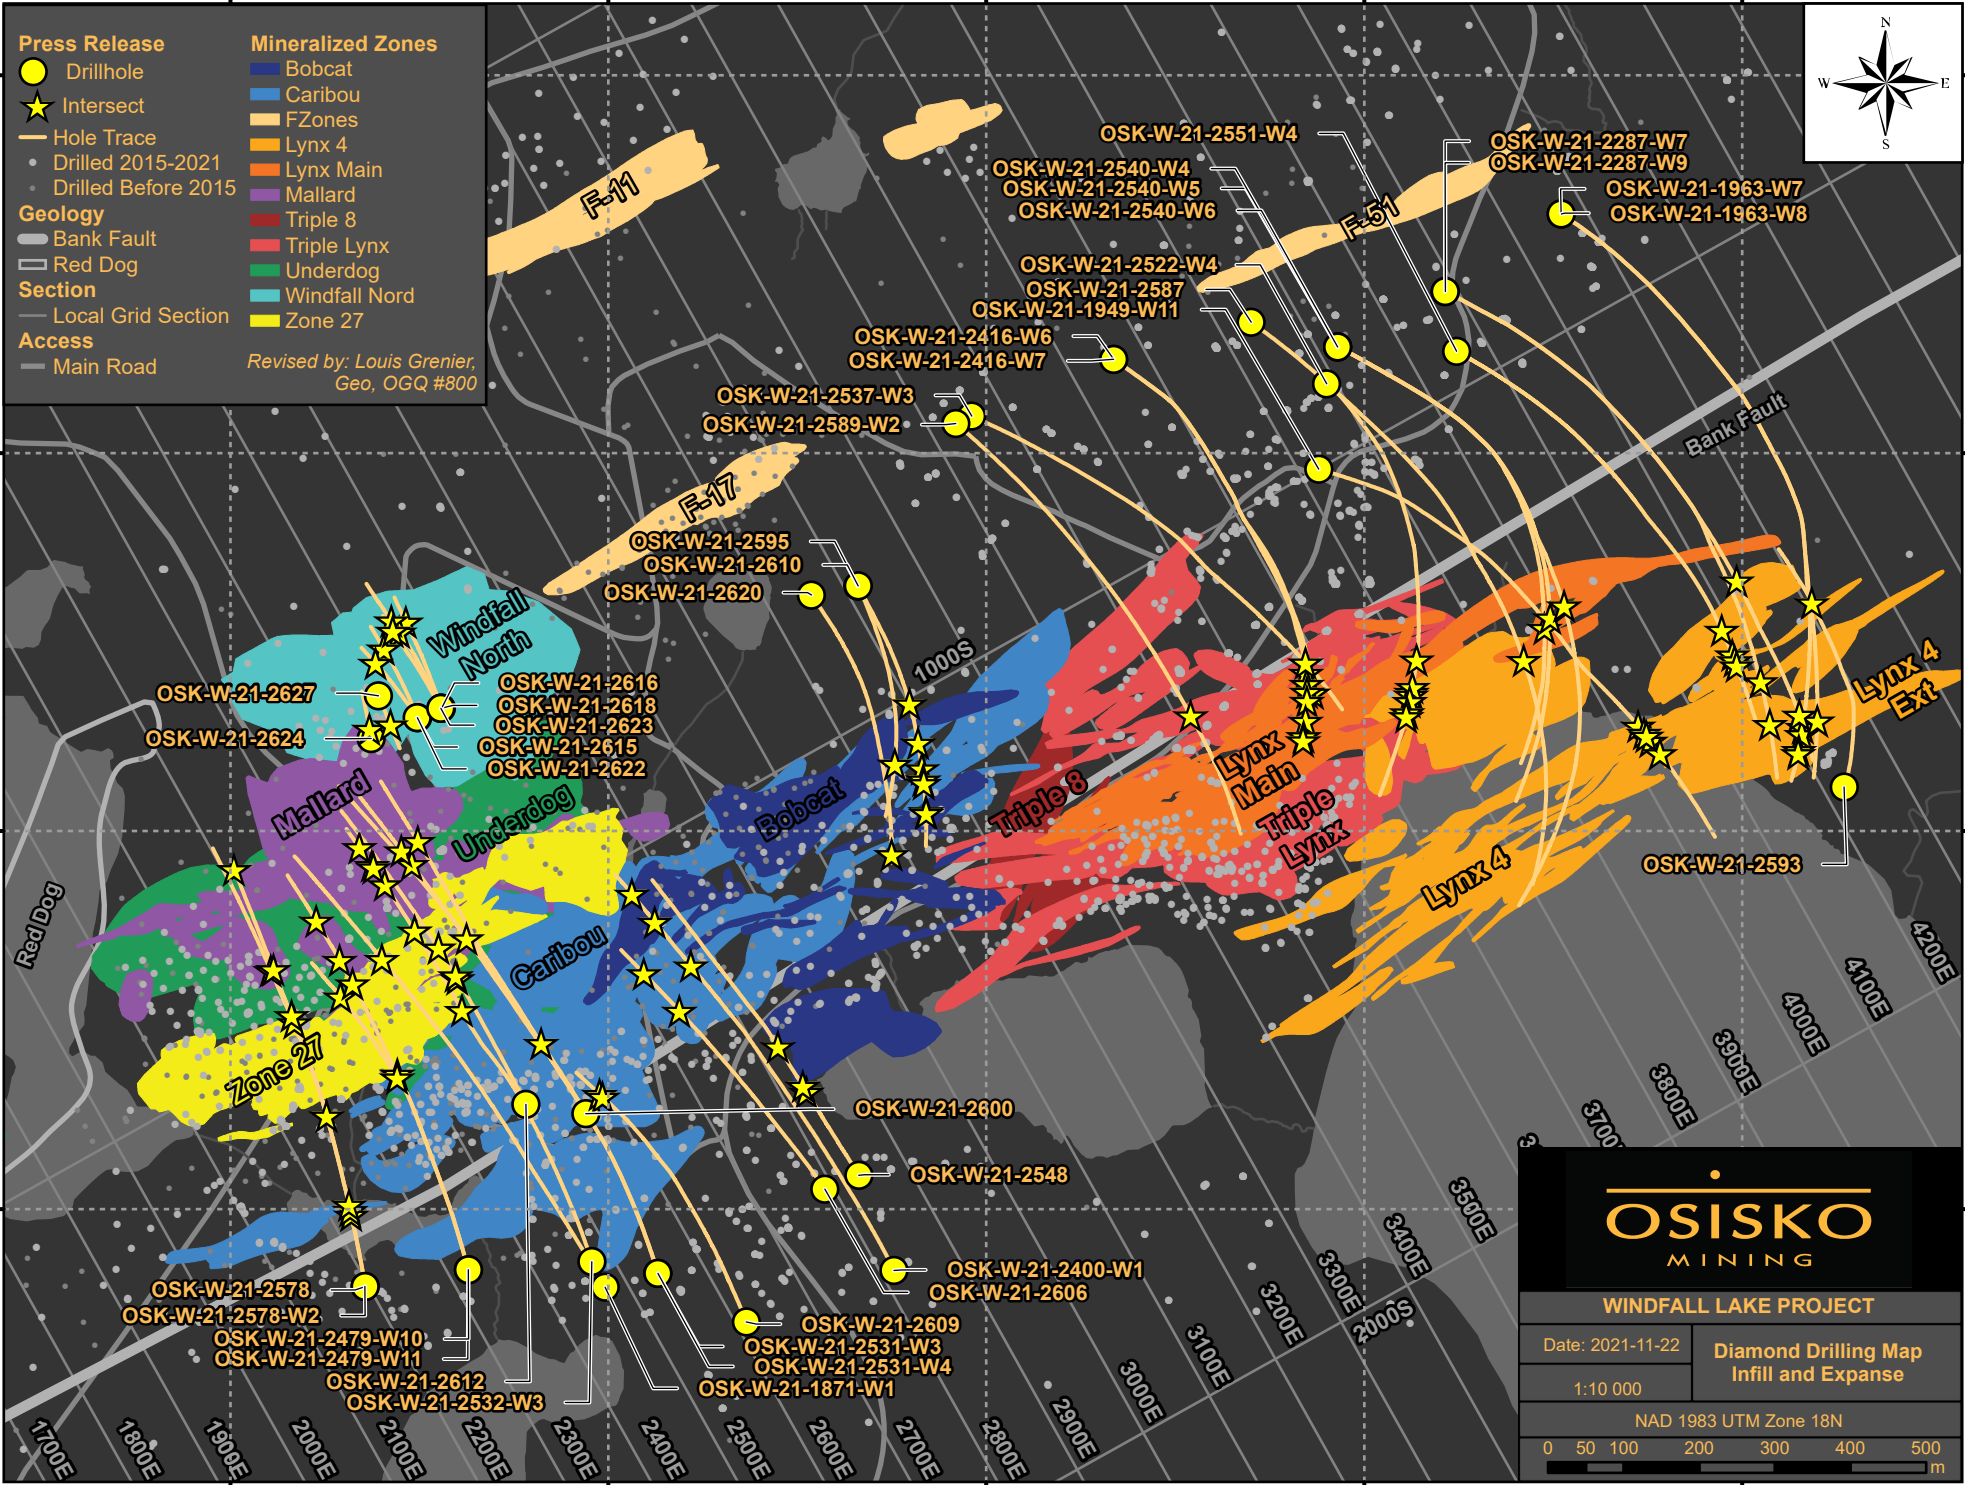 Press Release
Drillhole
Intersect
Hole Trace
Drilled 2015-2021
Drilled Before 2015
Geology
Bank Fault
Red Dog
Section
Local Grid Section
Access
Main Road
Mineralized Zones
Bobcat
Caribou
FZones
Lynx 4
Lynx Main
Mallard
Triple 8
Triple Lynx
Underdog
Windfall Nord
Zone 27
Revised by: Louis Grenier,
Geo, OGQ #800
N
W
E
S
F-11
F-51
F-17
OSK-W-21-2551-W4
OSK-W-21-2540-W4
OSK-W-21-2540-W5
OSK-W-21-2540-W6
OSK-W-21-2287-W7
OSK-W-21-2287-W9
OSK-W-21-1963-W7
OSK-W-21-1963-W8
OSK-W-21-2522-W4
OSK-W-21-2587
OSK-W-21-1949-W11
OSK-W-21-2416-W6
OSK-W-21-2416-W7
OSK-W-21-2537-W3
OSK-W-21-2589-W2
Bank Fault
OSK-W-21-2595
OSK-W-21-2610
OSK-W-21-2620
Windfall
North
1000S
OSK-W-21-2627
OSK-W-21-2624
OSK-W-21-2616
OSK-W-21-2618
OSK-W-21-2623
OSK-W-21-2615
OSK-W-21-2622
Lynx 4
Ext
Mallard
Underdog
Bobcat
Triple 8
Lynx
Main
Triple
Lynx
Lynx 4
OSK-W-21-2593
Red Dog
Caribou
Zone 27
OSK-W-21-2600
OSK-W-21-2548
OSK-W-21-2400-W1
OSK-W-21-2606
OSK-W-21-2609
OSK-W-21-2531-W3
OSK-W-21-2531-W4
OSK-W-21-1871-W1
OSK-W-21-2578
OSK-W-21-2578-W2
OSK-W-21-2479-W10
OSK-W-21-2479-W11
OSK-W-21-2612
OSK-W-21-2532-W3
1700E
1800E
1900E
2000E
2100E
2200E
2300E
2400E
2500E
2600E
2700E
2800E
2900E
3000E
3100E
3200E
3300E
2000S
3400E
3500E
3700
3800E
3900E
4000E
4100E
4200E
OSISKO
MINING
WINDFALL LAKE PROJECT
Date: 2021-11-22
1:10 000
Diamond Drilling Map
Infill and Expanse
NAD 1983 UTM Zone 18N
0 50 100 200 300 400 500
m